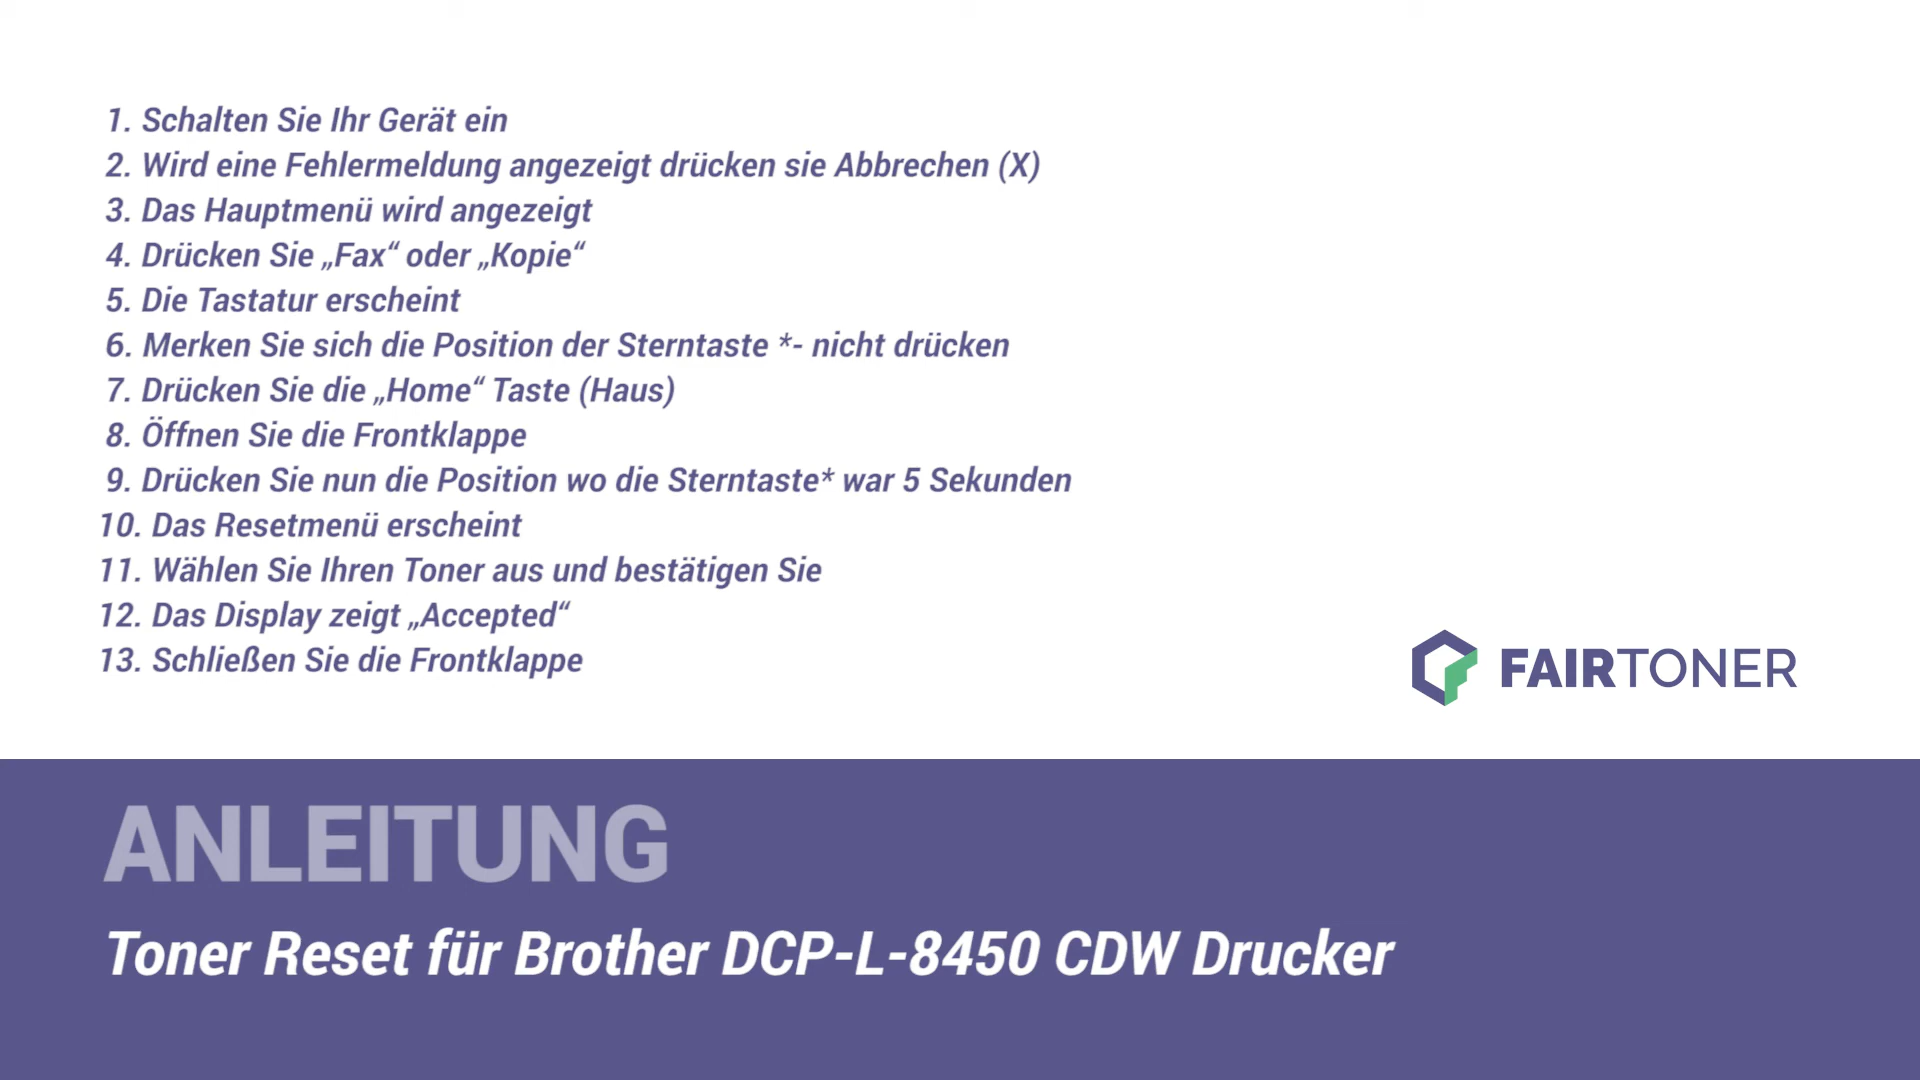 1. Schalten Sie Ihr Gerät ein
2. Wird eine Fehlermeldung angezeigt drücken sie Abbrechen (X)
3. Das Hauptmenü wird angezeigt
4. Drücken Sie „Fax“ oder „Kopie“
5. Die Tastatur erscheint
6. Merken Sie sich die Position der Sterntaste *- nicht drücken
7. Drücken Sie die „Home“ Taste (Haus)
8. Öffnen Sie die Frontklappe
9. Drücken Sie nun die Position wo die Sterntaste* war 5 Sekunden
10. Das Resetmenü erscheint
11. Wählen Sie Ihren Toner aus und bestätigen Sie
12. Das Display zeigt „Accepted“
13. Schließen Sie die Frontklappe
FAIRTONER
ANLEITUNG
Toner Reset für Brother DCP-L-8450 CDW Drucker